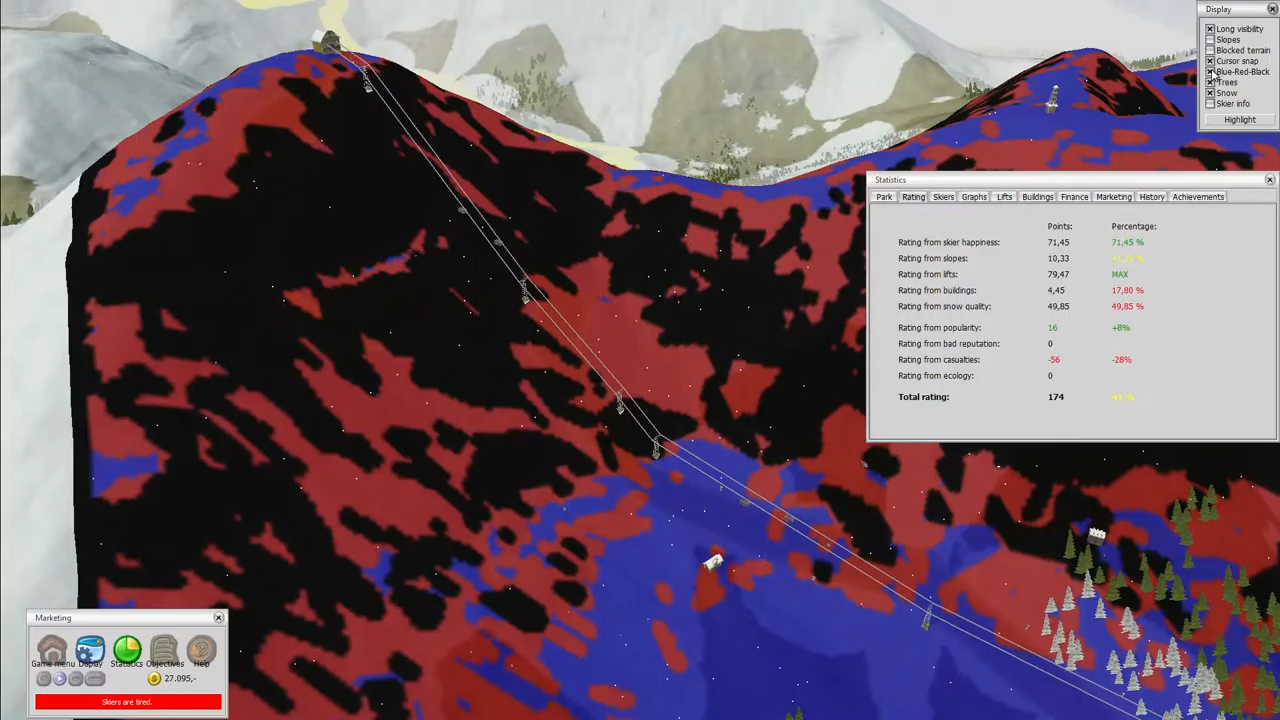 Display
Long visibility
Slopes
Blocked terrain
Cursor snap
Blue-Red-Black
Trees
Snow
Skier info
Highlight
Statistics
Park Rating Skiers Graphs Lifts Buildings Finance Marketing History Achievements
Points: Percentage:
Rating from skier happiness: 71,45 71,45 %
Rating from slopes: 10,33
Rating from lifts: 79,47 MAX
Rating from buildings: 4,45 17,80 %
Rating from snow quality: 49,85 49,85 %
Rating from popularity: 16 +8%
Rating from bad reputation: 0
Rating from casualties: -56 -28%
Rating from ecology: 0
Total rating: 174
Marketing
Game menu Display Statistics Objectives Help
27.095,-
Skiers are tired.